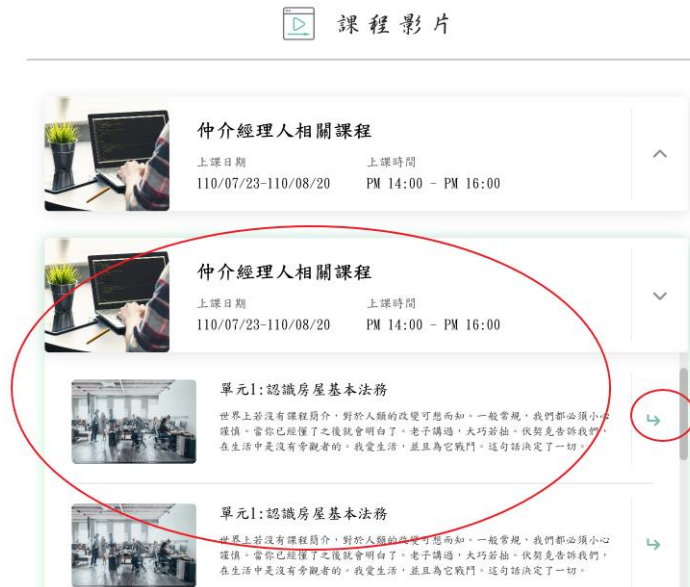 課程影片
仲介經理人相關課程
上課日期 上課時間
110/07/23-110/08/20 PM 14:00 - PM 16:00
仲介經理人相關課程
上課日期 上課時間
110/07/23-110/08/20 PM 14:00 - PM 16:00
單元1:認識房屋基本法務
世界上若沒有課程簡介，對於人類的改變可想而知。一般常規，我們都必須小心
謹慎。當你已經懂了之後就會明白了。老子講過，大巧若拙。伏契克告訴我們，
在生活中是沒有旁觀者的。我愛生活，並且為它戰鬥。這句話決定了一切。
單元1:認識房屋基本法務
世界上若沒有課程簡介，對於人類的改變可想而知。一般常規，我們都必須小心
謹慎。當你已經懂了之後就會明白了。老子講過，大巧若拙。伏契克告訴我們，
在生活中是沒有旁觀者的。我愛生活，並且為它戰鬥。這句話決定了一切。